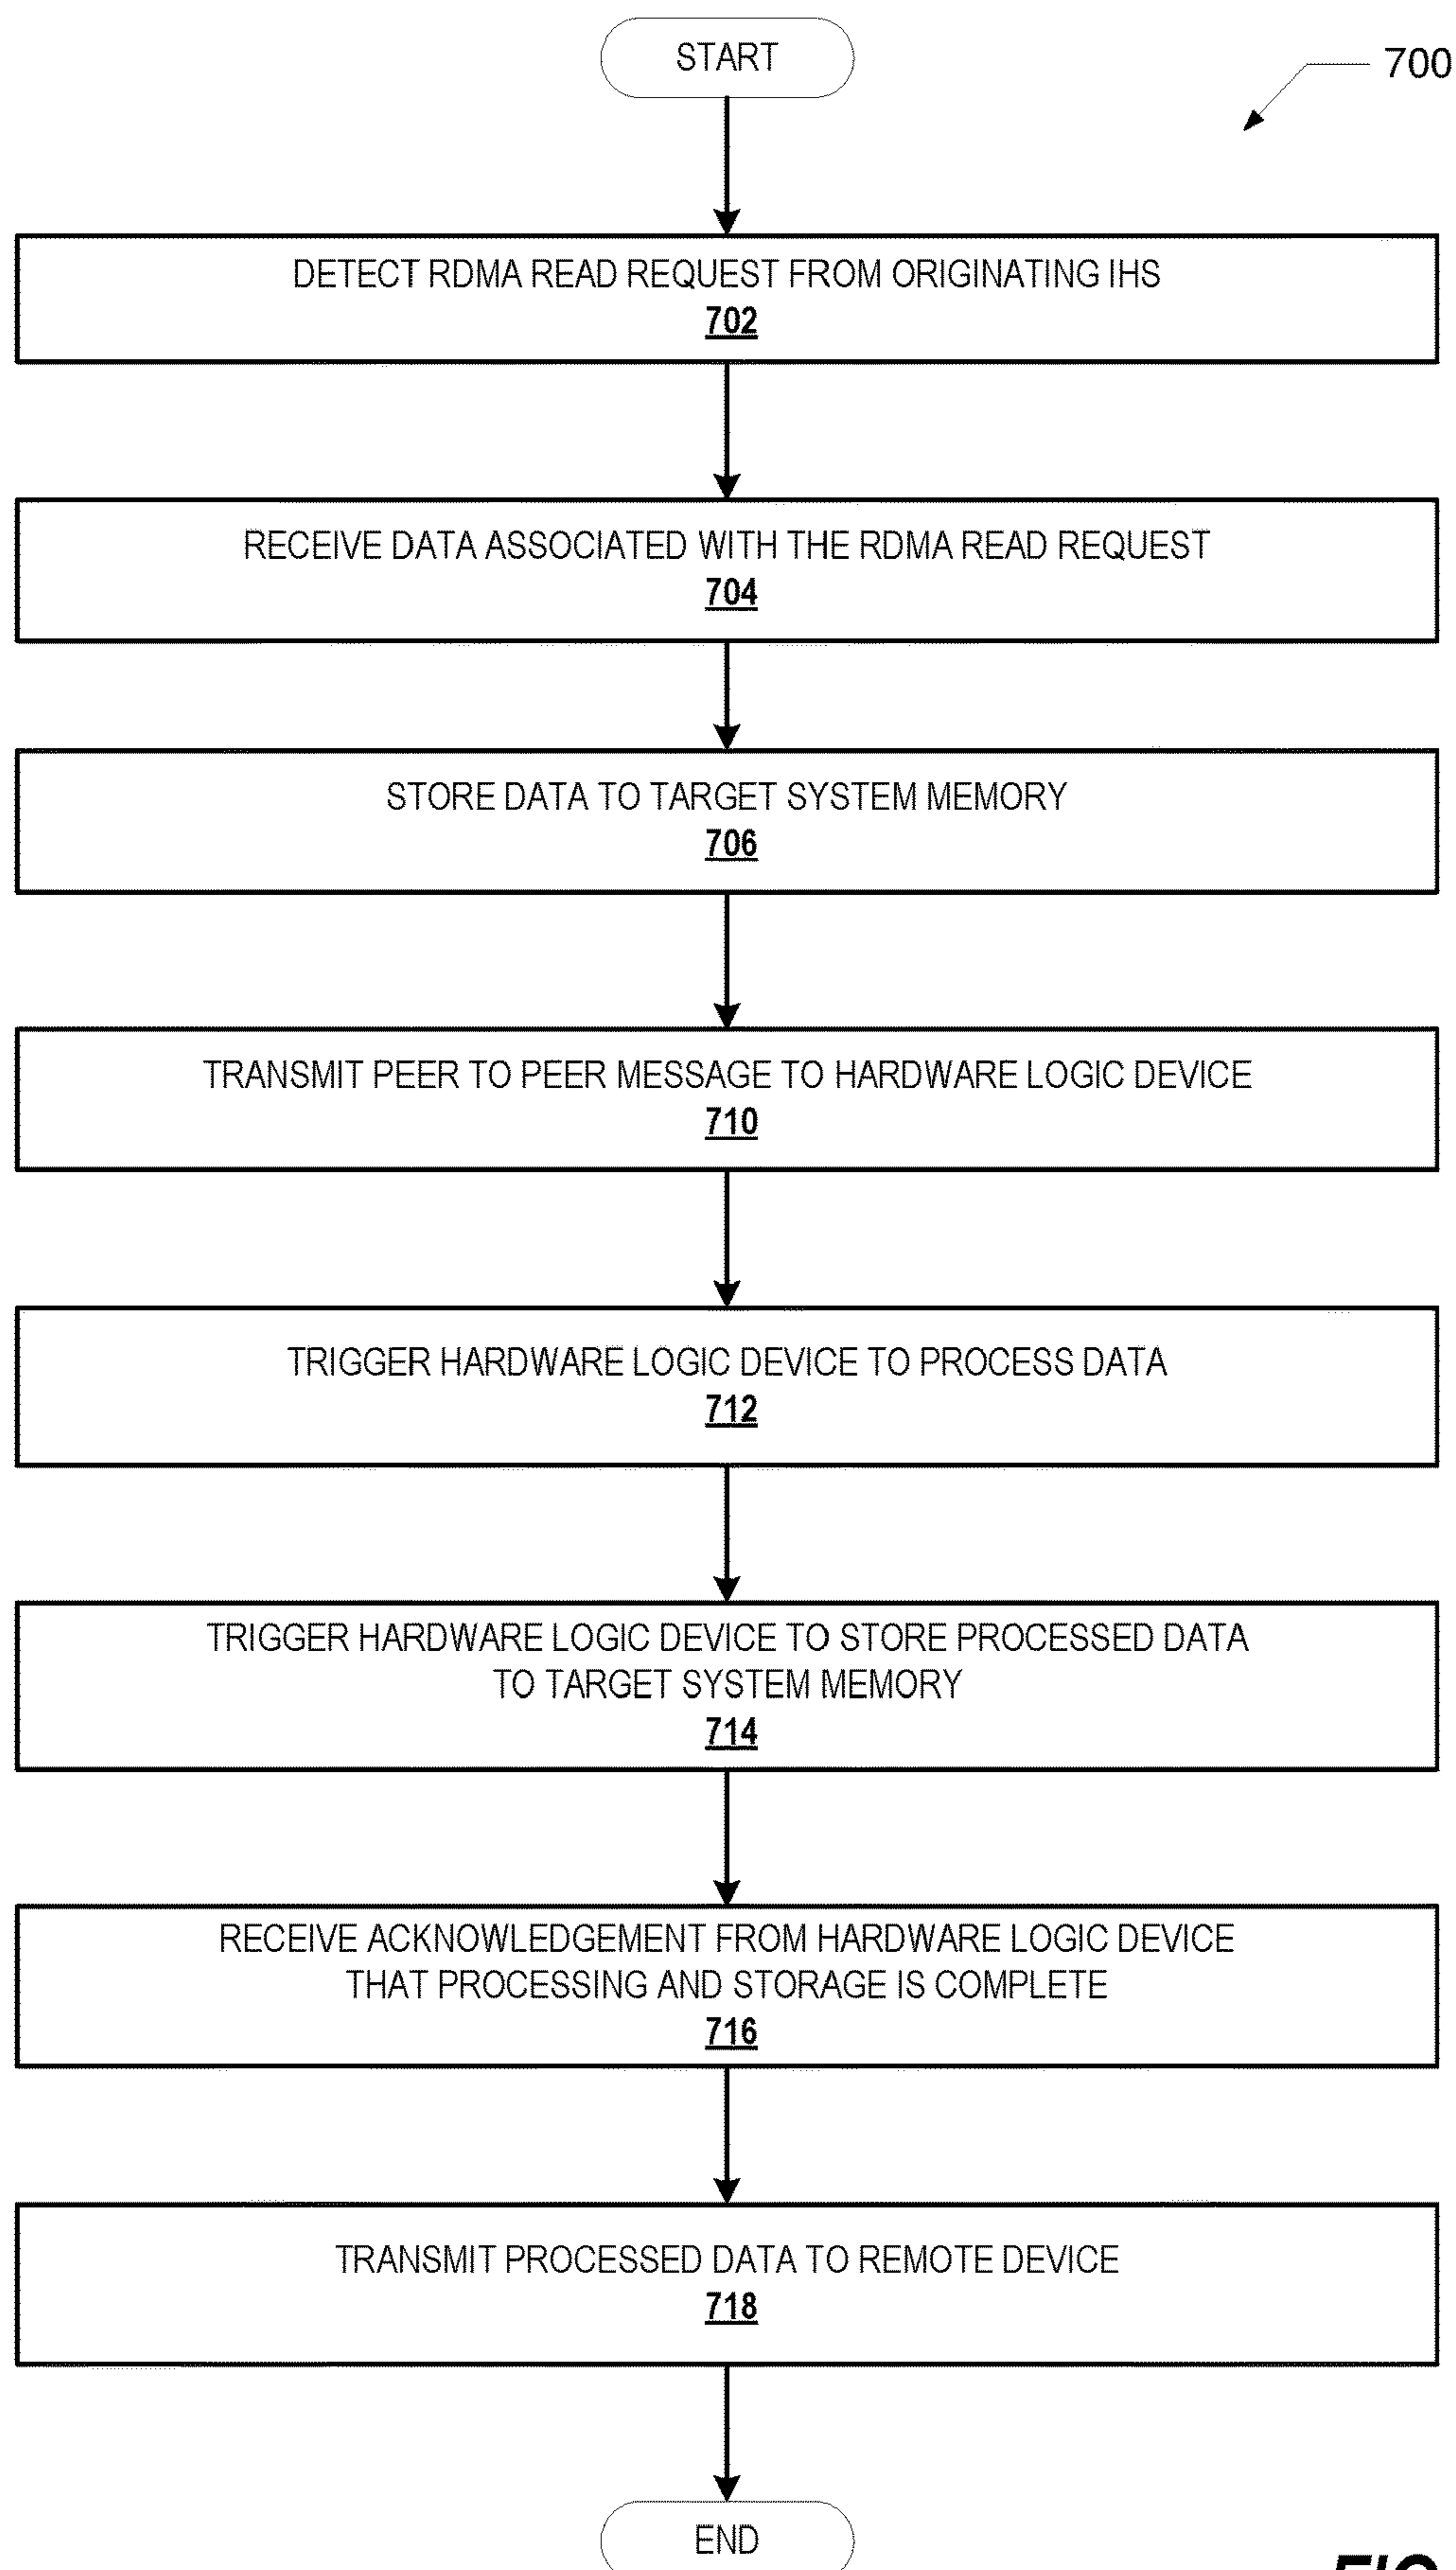 START
700
DETECT RDMA READ REQUEST FROM ORIGINATING IHS
702
RECEIVE DATA ASSOCIATED WITH THE RDMA READ REQUEST
704
STORE DATA TO TARGET SYSTEM MEMORY
706
TRANSMIT PEER TO PEER MESSAGE TO HARDWARE LOGIC DEVICE
710
TRIGGER HARDWARE LOGIC DEVICE TO PROCESS DATA
712
TRIGGER HARDWARE LOGIC DEVICE TO STORE PROCESSED DATA
TO TARGET SYSTEM MEMORY
714
RECEIVE ACKNOWLEDGEMENT FROM HARDWARE LOGIC DEVICE
THAT PROCESSING AND STORAGE IS COMPLETE
716
TRANSMIT PROCESSED DATA TO REMOTE DEVICE
718
END